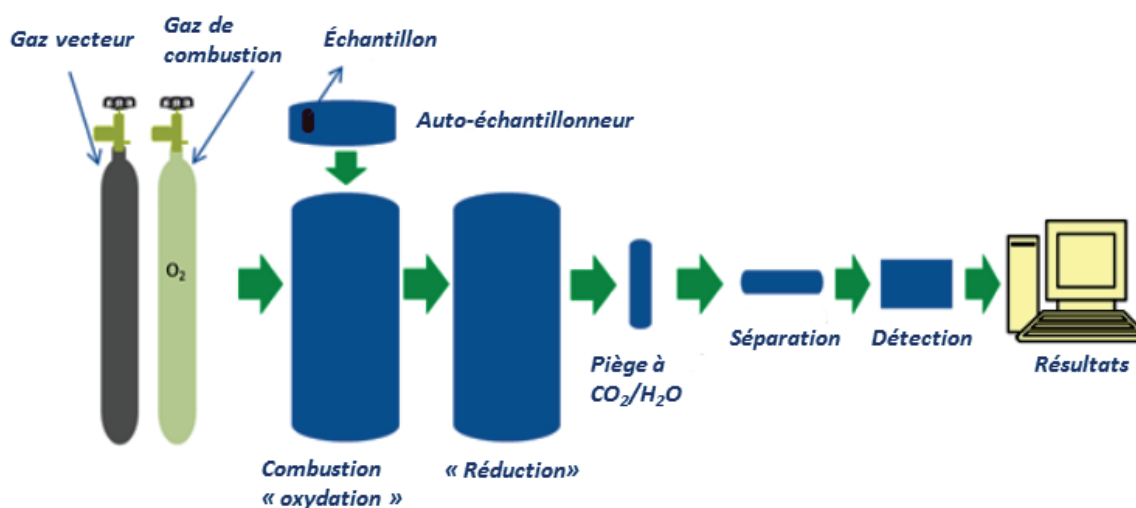 Gaz vecteur
Gaz de
combustion
Échantillon
Auto-échantillonneur
O₂
Piège à
CO₂/H₂O
Séparation
Détection
Résultats
Combustion
« oxydation »
« Réduction»